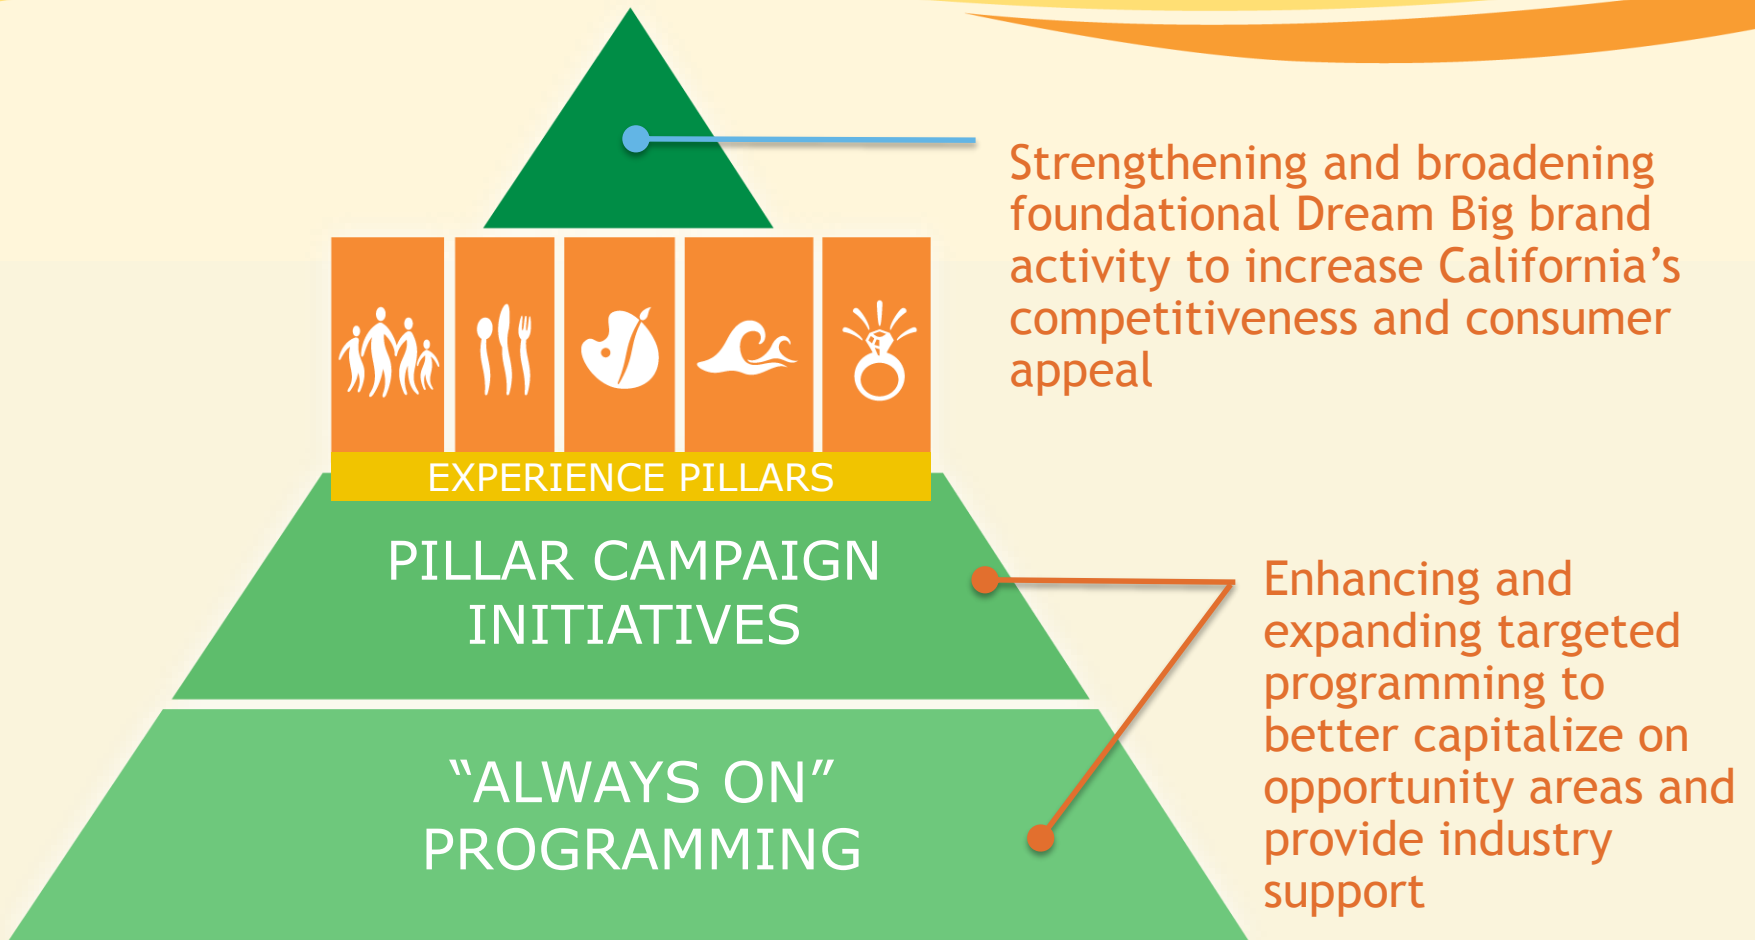 Strengthening and broadening
foundational Dream Big brand
activity to increase California’s
competitiveness and consumer
appeal
EXPERIENCE PILLARS
PILLAR CAMPAIGN
INITIATIVES
“ALWAYS ON”
PROGRAMMING
Enhancing and
expanding targeted
programming to
better capitalize on
opportunity areas and
provide industry
support